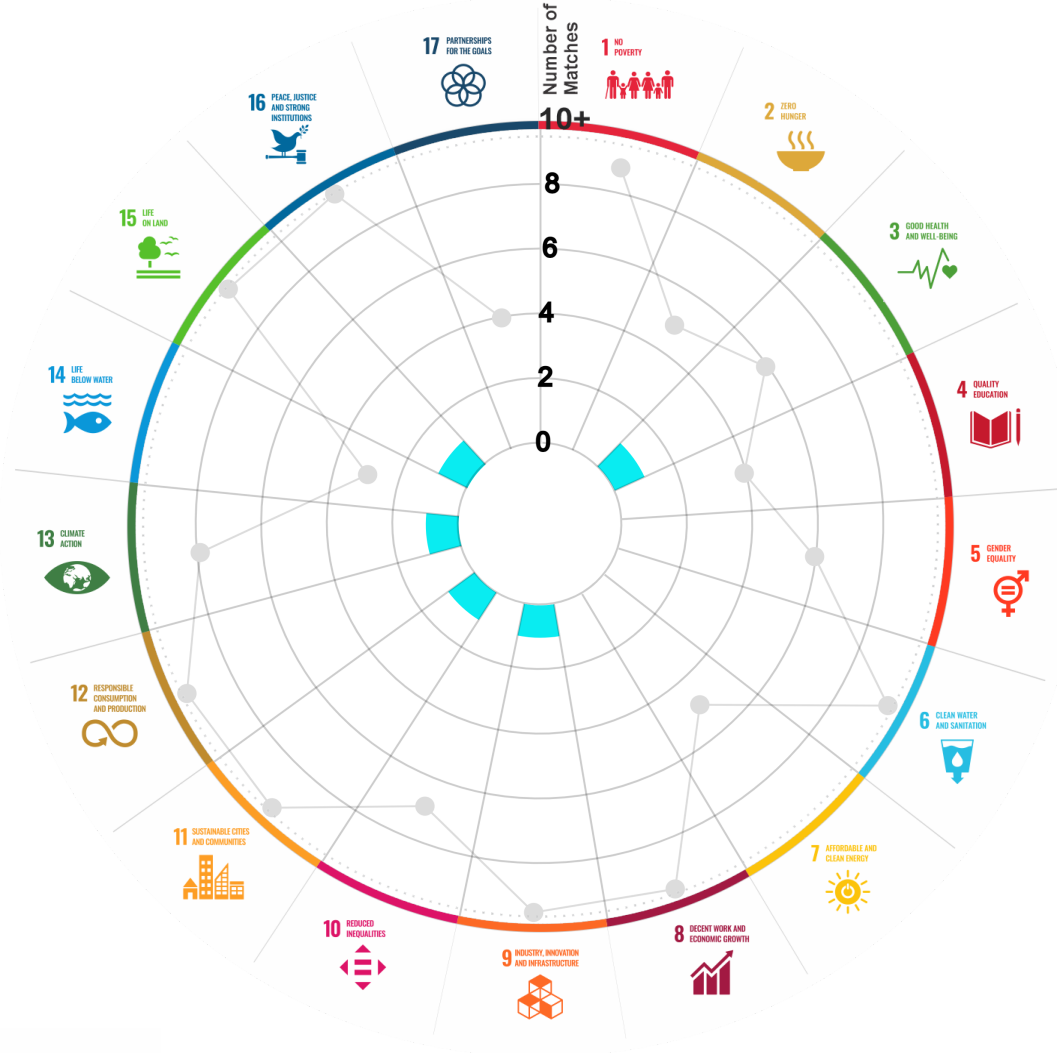 Number of
Matches
10+
8
6
4
2
0
1 NO
POVERTY
2 ZERO
HUNGER
3 GOOD HEALTH
AND WELL-BEING
4 QUALITY
EDUCATION
5 GENDER
EQUALITY
6 CLEAN WATER
AND SANITATION
7 AFFORDABLE AND
CLEAN ENERGY
8 DECENT WORK AND
ECONOMIC GROWTH
9 INDUSTRY, INNOVATION
AND INFRASTRUCTURE
10 REDUCED
INEQUALITIES
11 SUSTAINABLE CITIES
AND COMMUNITIES
12 RESPONSIBLE
CONSUMPTION
AND PRODUCTION
13 CLIMATE
ACTION
14 LIFE
BELOW WATER
15 LIFE
ON LAND
16 PEACE, JUSTICE
AND STRONG
INSTITUTIONS
17 PARTNERSHIPS
FOR THE GOALS